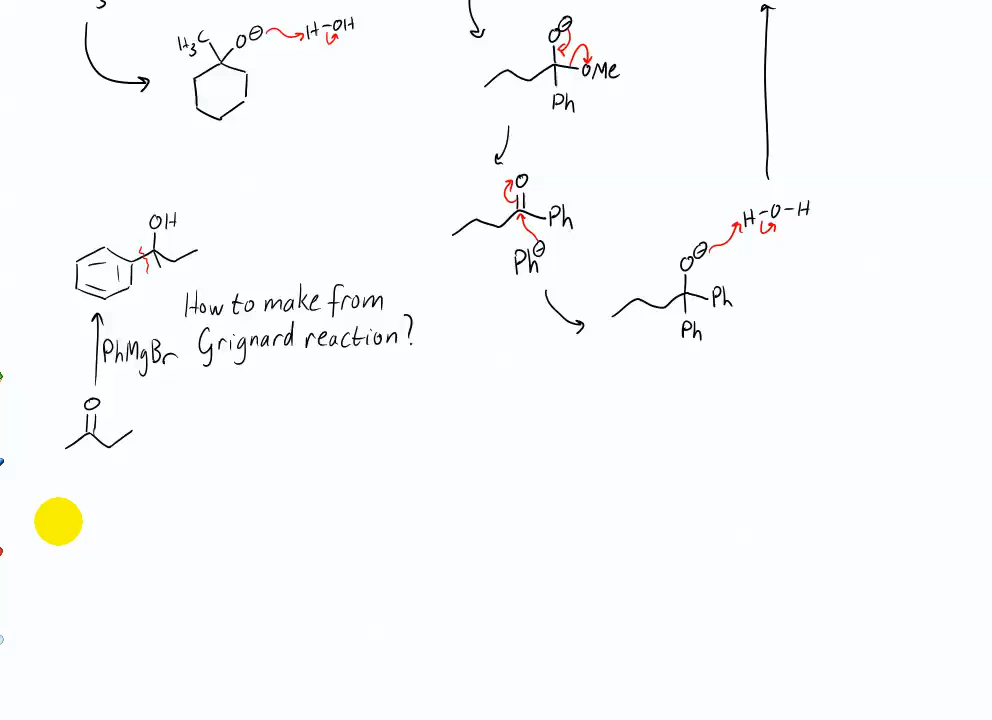 H3C O⊖ H-OH
O⊖
OMe
Ph
O
Ph
Ph⊖
H-O-H
O⊖
Ph
Ph
OH
How to make from
Grignard reaction?
PhMgBr
O